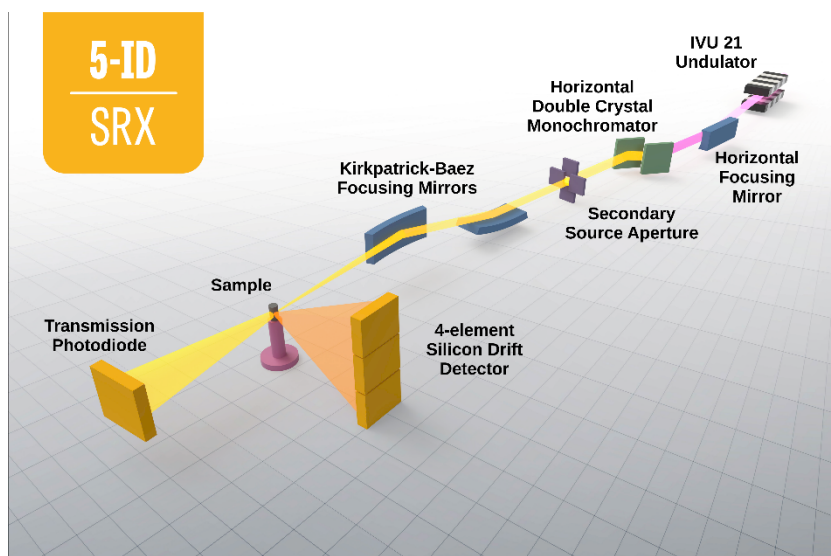 5-ID
SRX
IVU 21
Undulator
Horizontal
Double Crystal
Monochromator
Kirkpatrick-Baez
Focusing Mirrors
Horizontal
Focusing
Mirror
Secondary
Source Aperture
Sample
Transmission
Photodiode
4-element
Silicon Drift
Detector